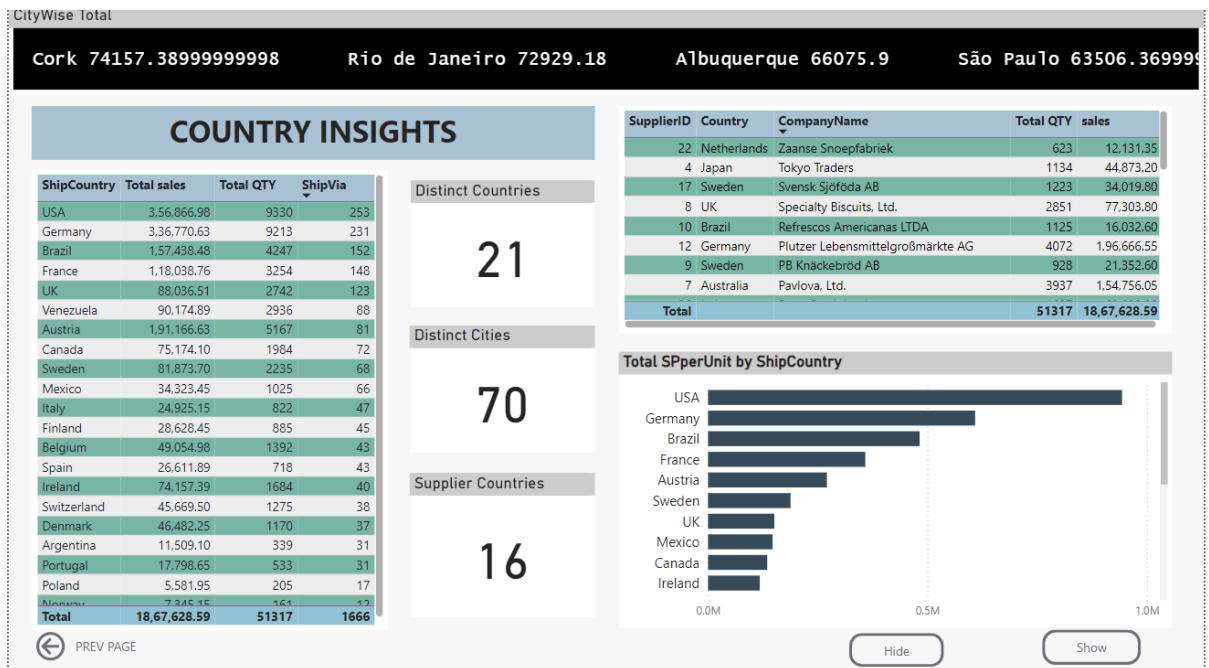 CityWise Total
Cork 74157.38999999998 Rio de Janeiro 72929.18 Albuquerque 66075.9 São Paulo 63506.369999
COUNTRY INSIGHTS
ShipCountry Total sales Total QTY ShipVia
USA 3,56,866.98 9330 253
Germany 3,36,770.63 9213 231
Brazil 1,57,438.48 4247 152
France 1,18,038.76 3254 148
UK 88,036.51 2742 123
Venezuela 90,174.89 2936 88
Austria 1,91,166.63 5167 81
Canada 75,174.10 1984 72
Sweden 81,873.70 2235 68
Mexico 34,323.45 1025 66
Italy 24,925.15 822 47
Finland 28,628.45 885 45
Belgium 49,054.98 1392 43
Spain 26,611.89 718 43
Ireland 74,157.39 1684 40
Switzerland 45,669.50 1275 38
Denmark 46,482.25 1170 37
Argentina 11,509.10 339 31
Portugal 17,798.65 533 31
Poland 5,581.95 205 17
Norway 7,345.15 161 12
Total 18,67,628.59 51317 1666
Distinct Countries
21
Distinct Cities
70
Supplier Countries
16
SupplierID Country CompanyName Total QTY sales
22 Netherlands Zaanse Snoepfabriek 623 12,131.35
4 Japan Tokyo Traders 1134 44,873.20
17 Sweden Svensk Sjöföda AB 1223 34,019.80
8 UK Specialty Biscuits, Ltd. 2851 77,303.80
10 Brazil Refrescos Americanas LTDA 1125 16,032.60
12 Germany Plutzer Lebensmittelgroßmärkte AG 4072 1,96,666.55
9 Sweden PB Knäckebröd AB 928 21,352.60
7 Australia Pavlova, Ltd. 3937 1,54,756.05
Total 51317 18,67,628.59
Total SPperUnit by ShipCountry
USA
Germany
Brazil
France
Austria
Sweden
UK
Mexico
Canada
Ireland
0.0M 0.5M 1.0M
PREV PAGE
Hide
Show